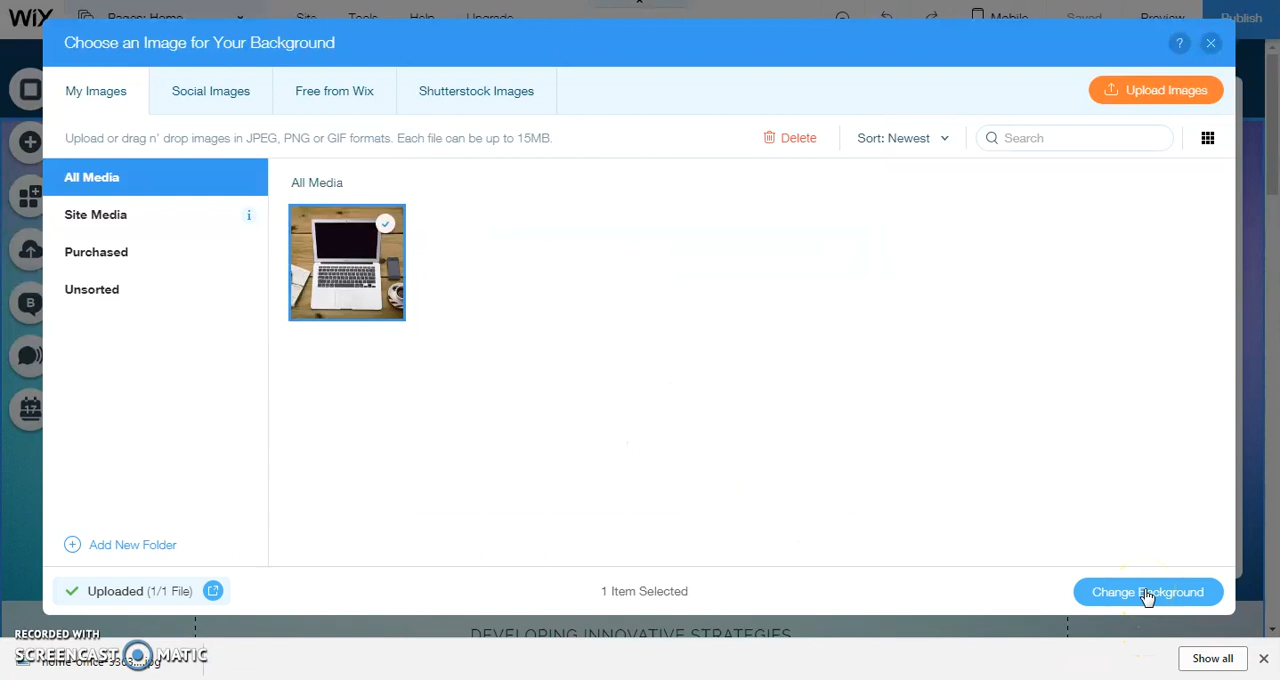 WiX Pages: Home Site Tools Help Upgrade Mobile Saved Preview Publish
Choose an Image for Your Background ?
My Images Social Images Free from Wix Shutterstock Images Upload Images
Upload or drag n' drop images in JPEG, PNG or GIF formats. Each file can be up to 15MB. Delete Sort: Newest Search
All Media All Media
Site Media i
Purchased
Unsorted
B
17
Add New Folder
Uploaded (1/1 File) 1 Item Selected Change Background
DEVELOPING INNOVATIVE STRATEGIES
RECORDED WITH
SCREENCAST MATIC
Show all